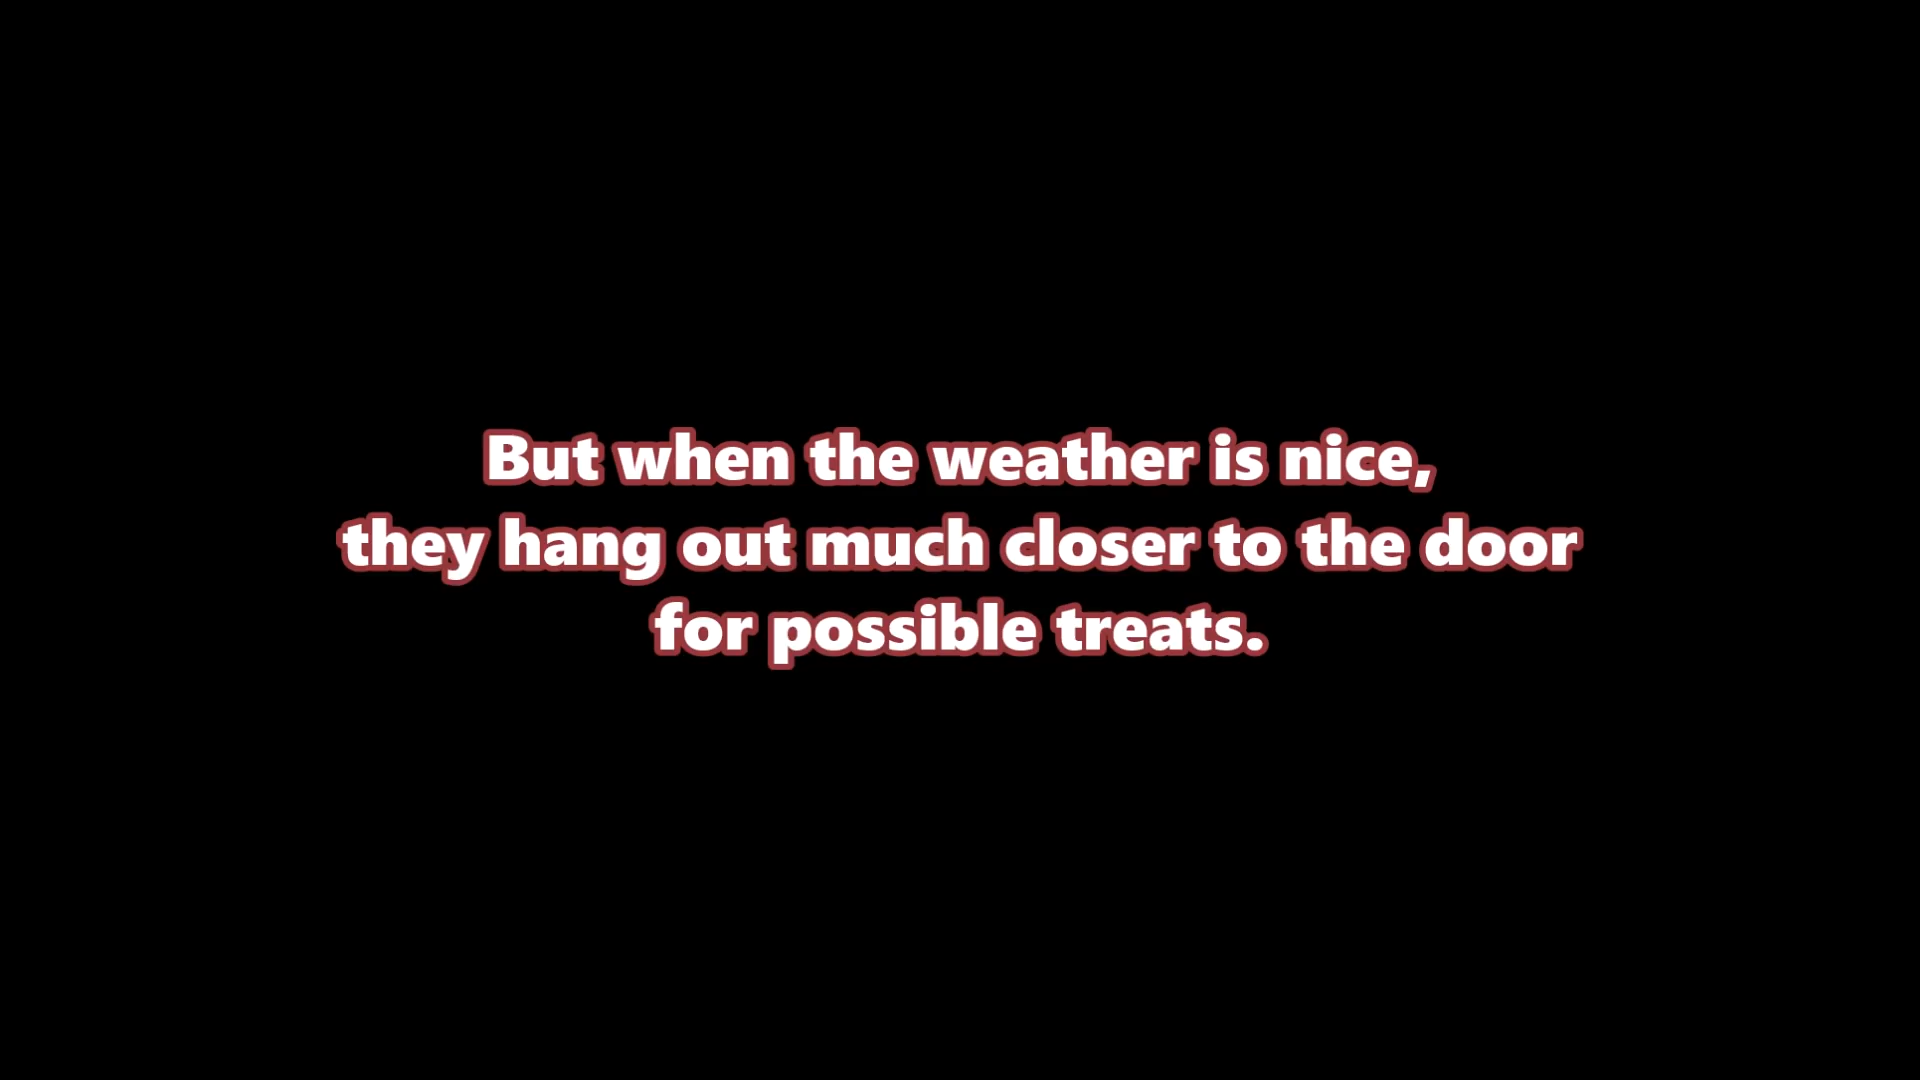 But when the weather is nice,
they hang out much closer to the door
for possible treats.